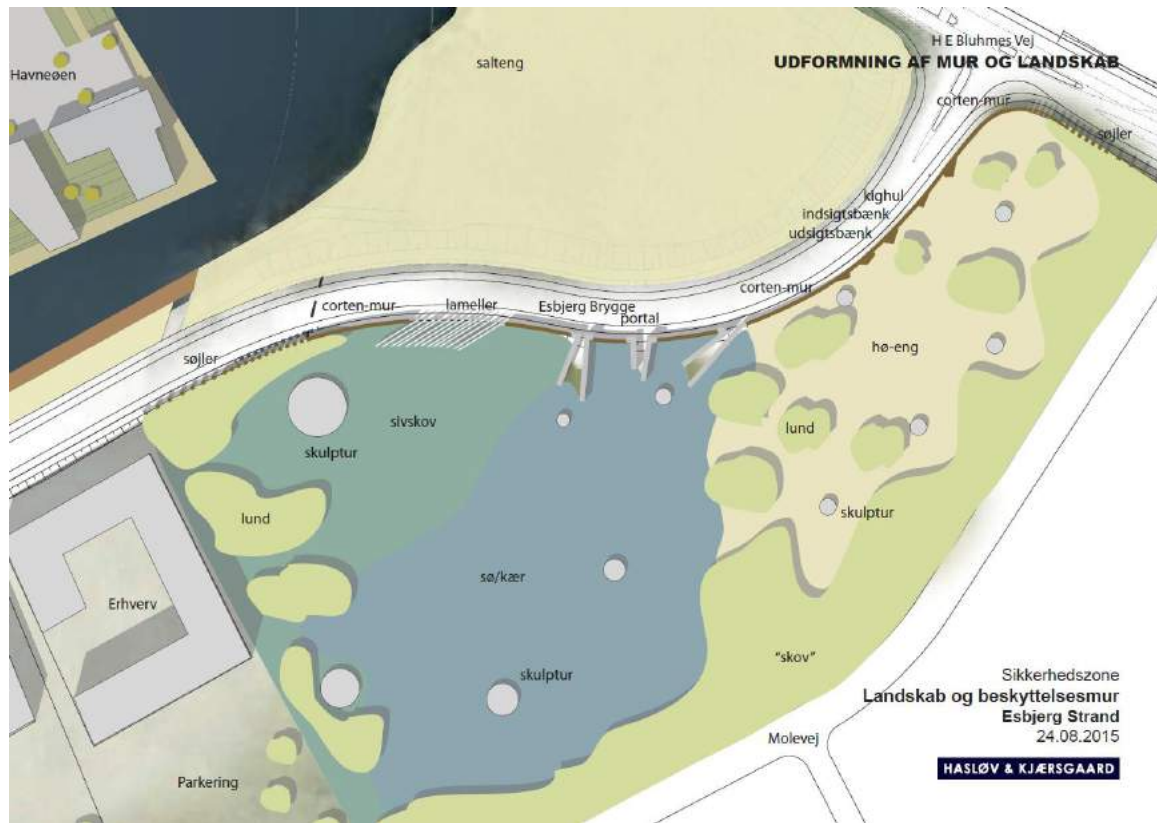 H E Bluhmes Vej
UDFORMNING AF MUR OG LANDSKAB
Havneøen
salteng
corten-mur
søjler
kighul
indsigtsbænk
udsigtsbænk
corten-mur
corten-mur
lameller
Esbjerg Brygge
portal
søjler
hø-eng
sivskov
lund
skulptur
skulptur
lund
sø/kær
Erhverv
"skov"
skulptur
Sikkerhedszone
Landskab og beskyttelsesmur
Esbjerg Strand
24.08.2015
Molevej
HASLØV & KJÆRSGAARD
Parkering